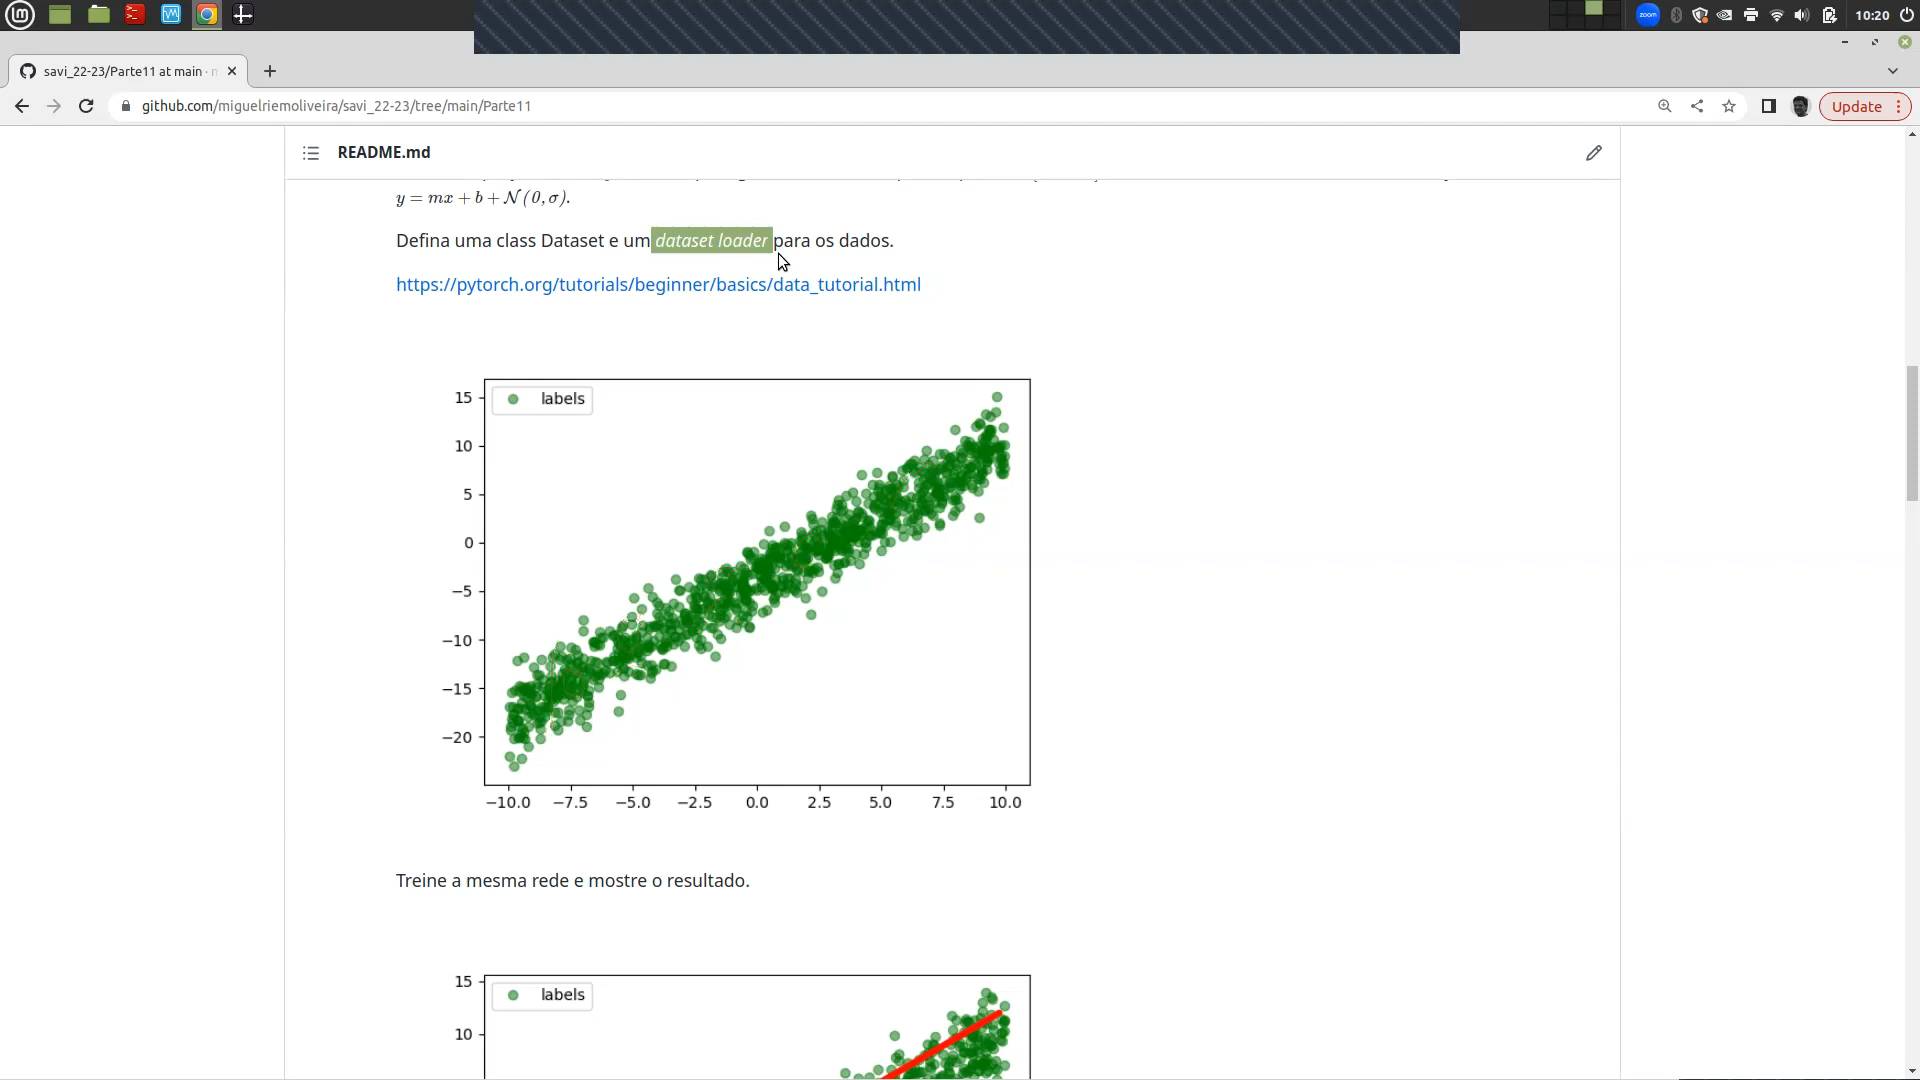 zoom
10:20
savi_22-23/Parte11 at main
github.com/miguelriemoliveira/savi_22-23/tree/main/Parte11
Update
README.md
y = mx + b + 𝒩(0, σ).
Defina uma class Dataset e um dataset loader para os dados.
https://pytorch.org/tutorials/beginner/basics/data_tutorial.html
labels
15
10
5
0
−5
−10
−15
−20
−10.0 −7.5 −5.0 −2.5 0.0 2.5 5.0 7.5 10.0
Treine a mesma rede e mostre o resultado.
labels
15
10